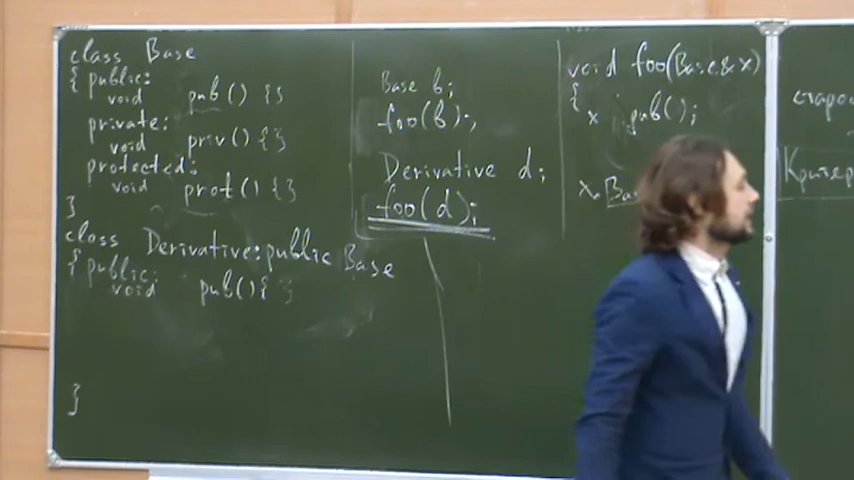 class Base
{ public:
void pub() {}
private:
void priv() {}
protected:
void prot() {}
}
class Derivative: public Base
{ public:
void pub() { }
}
Base b;
foo(b);
Derivative d;
foo(d);
void foo(Base& x)
{
x pub();
x.